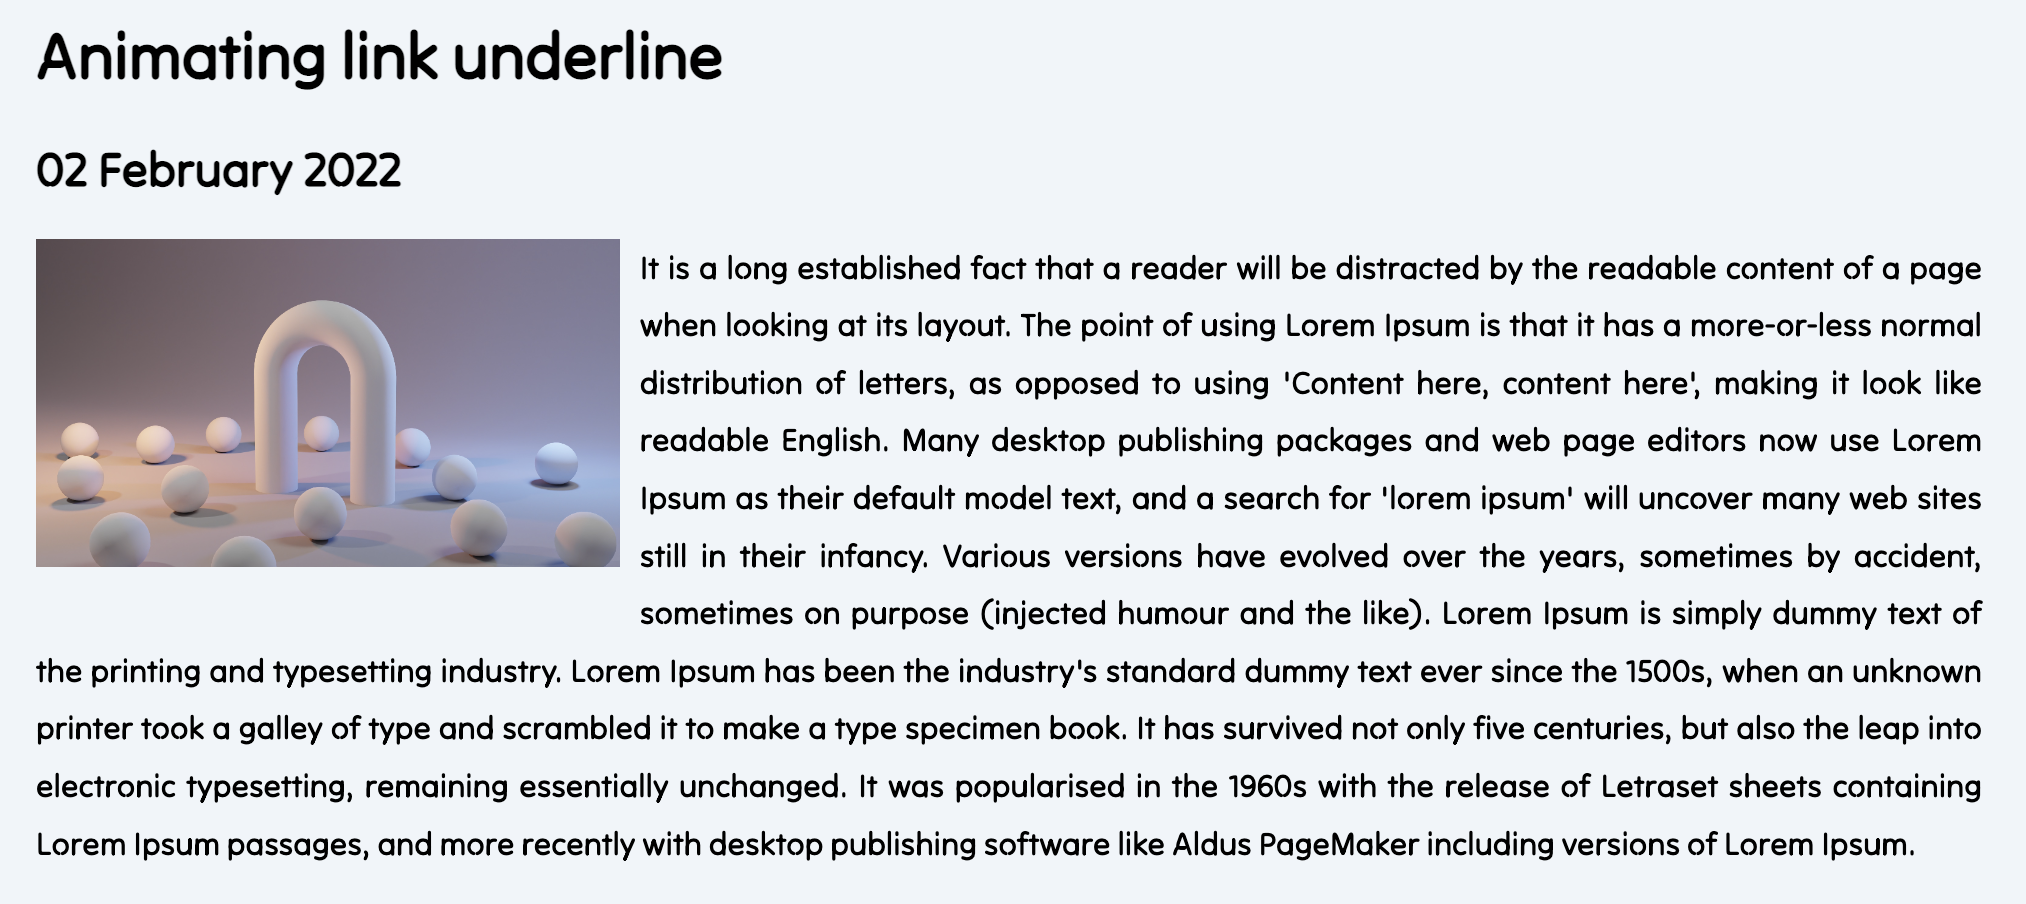 Animating link underline
02 February 2022
It is a long established fact that a reader will be distracted by the readable content of a page
when looking at its layout. The point of using Lorem Ipsum is that it has a more-or-less normal
distribution of letters, as opposed to using 'Content here, content here', making it look like
readable English. Many desktop publishing packages and web page editors now use Lorem
Ipsum as their default model text, and a search for 'lorem ipsum' will uncover many web sites
still in their infancy. Various versions have evolved over the years, sometimes by accident,
sometimes on purpose (injected humour and the like). Lorem Ipsum is simply dummy text of
the printing and typesetting industry. Lorem Ipsum has been the industry's standard dummy text ever since the 1500s, when an unknown
printer took a galley of type and scrambled it to make a type specimen book. It has survived not only five centuries, but also the leap into
electronic typesetting, remaining essentially unchanged. It was popularised in the 1960s with the release of Letraset sheets containing
Lorem Ipsum passages, and more recently with desktop publishing software like Aldus PageMaker including versions of Lorem Ipsum.